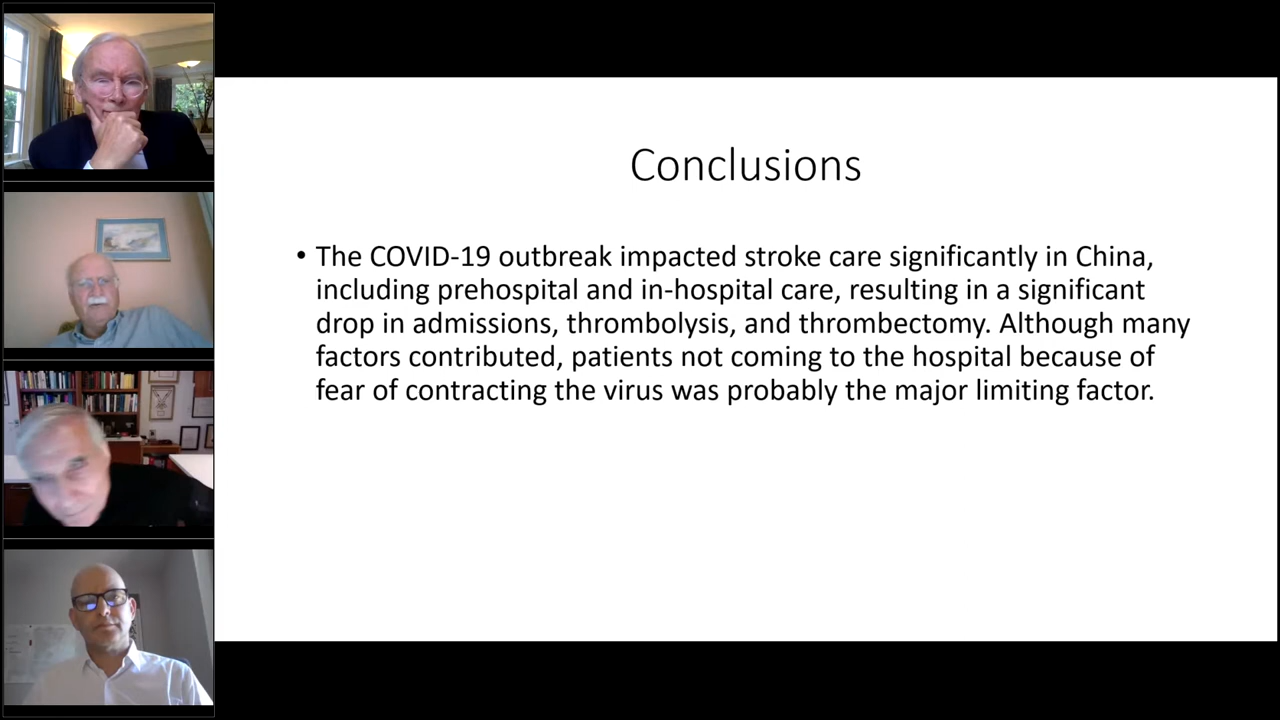 Conclusions
• The COVID-19 outbreak impacted stroke care significantly in China,
including prehospital and in-hospital care, resulting in a significant
drop in admissions, thrombolysis, and thrombectomy. Although many
factors contributed, patients not coming to the hospital because of
fear of contracting the virus was probably the major limiting factor.